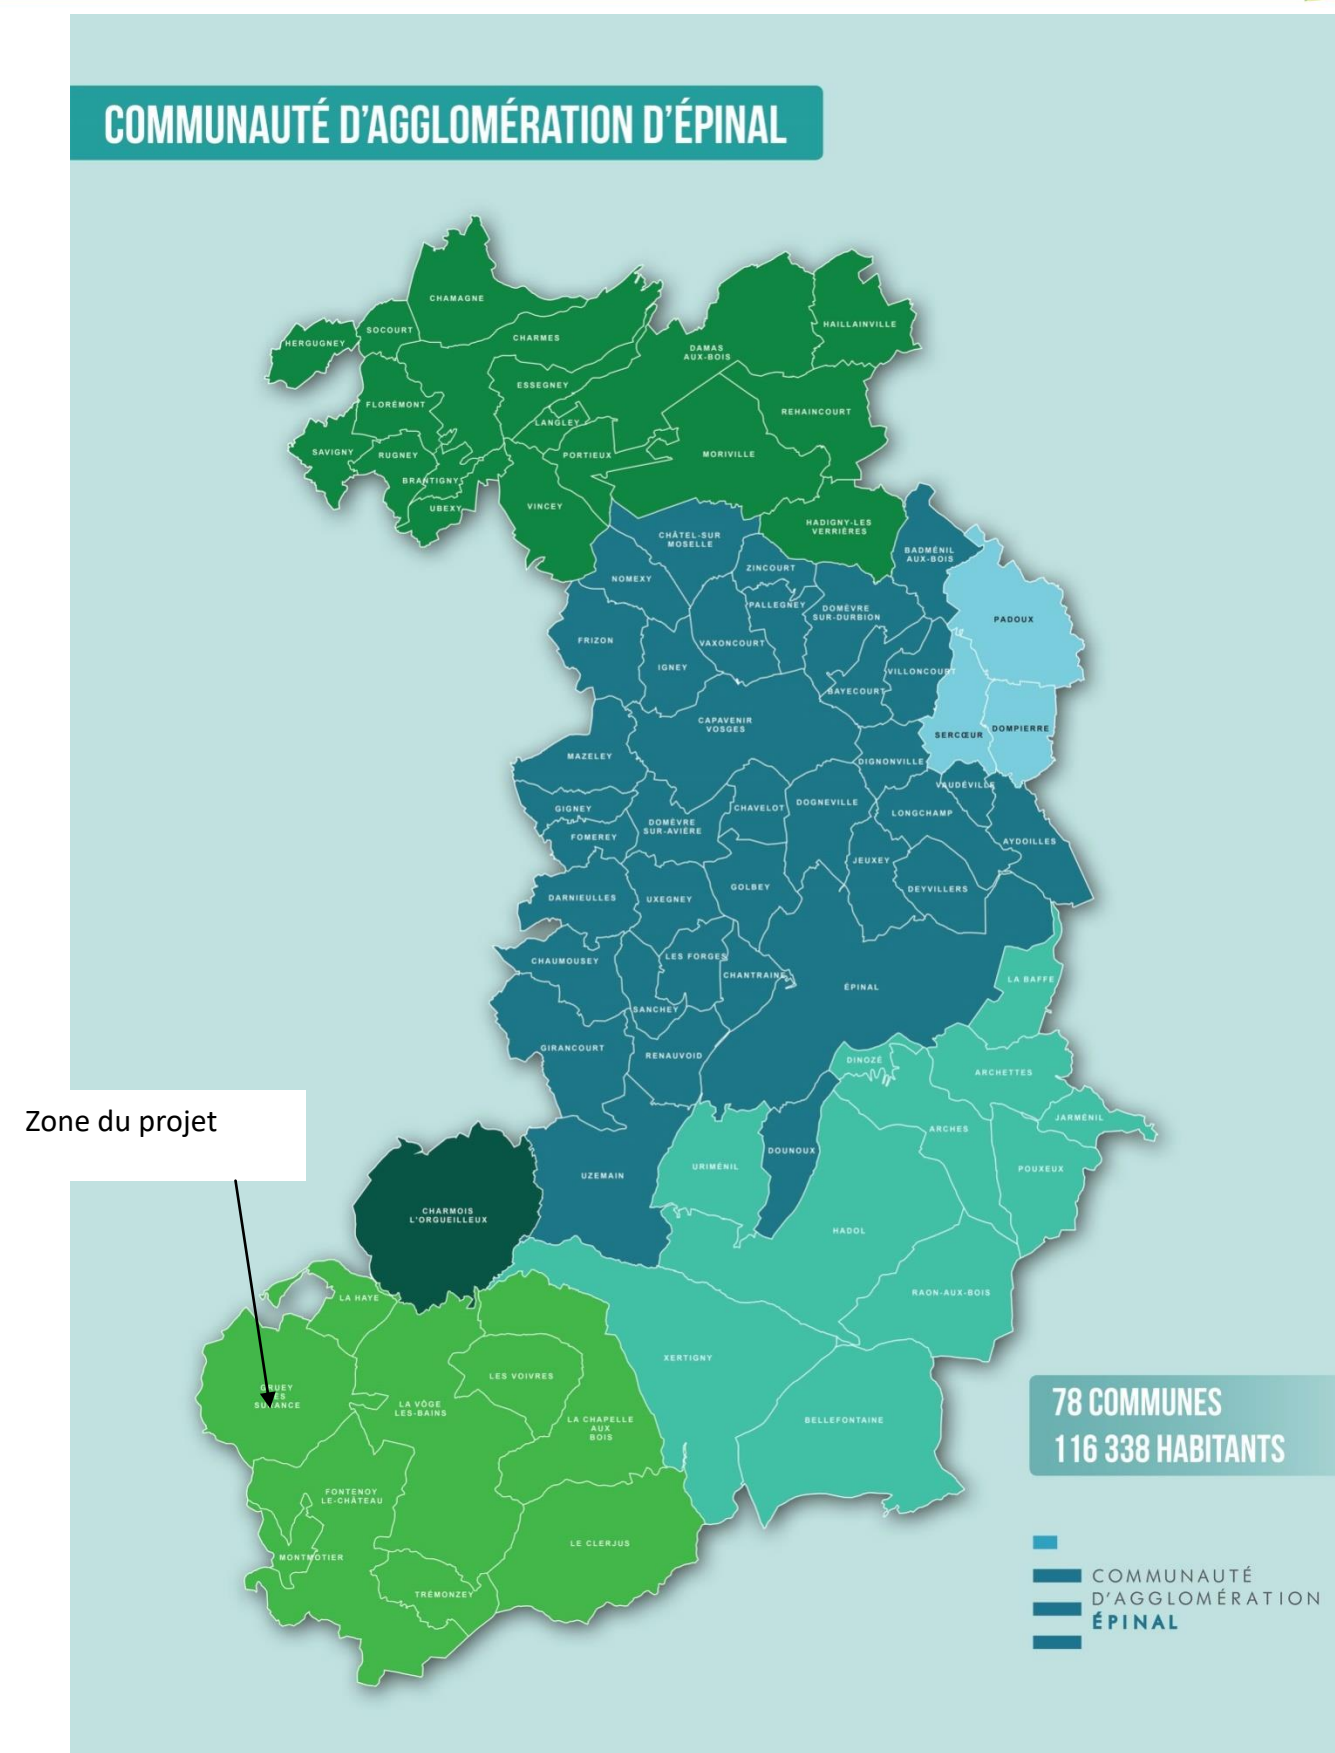 COMMUNAUTÉ D'AGGLOMÉRATION D'ÉPINAL
CHAMAGNE
SOCOURT
HERGUGNEY
CHARMES
HAILLAINVILLE
DAMAS
AUX-BOIS
ESSEGNEY
FLORÉMONT
LANGLEY
REHAINCOURT
SAVIGNY
RUGNEY
PORTIEUX
MORIVILLE
BRANTIGNY
UBEXY
VINCEY
HADIGNY-LES
VERRIÈRES
CHÂTEL-SUR
MOSELLE
BADMÉNIL
AUX-BOIS
ZINCOURT
NOMEXY
PALLEGNEY
DOMÈVRE
SUR-DURBION
PADOUX
FRIZON
VAXONCOURT
IGNEY
VILLONCOURT
BAYECOURT
CAPAVENIR
VOSGES
SERCŒUR
DOMPIERRE
MAZELEY
DIGNONVILLE
VAUDÉVILLE
GIGNEY
CHAVELOT
DOGNEVILLE
LONGCHAMP
DOMÈVRE
SUR-AVIÈRE
FOMEREY
AYDOILLES
JEUXEY
DARNIEULLES
UXEGNEY
GOLBEY
DEYVILLERS
CHAUMOUSEY
LES FORGES
CHANTRAINE
ÉPINAL
LA BAFFE
SANCHEY
GIRANCOURT
RENAUVOID
DINOZÉ
ARCHETTES
Zone du projet
JARMÉNIL
ARCHES
DOUNOUX
URIMÉNIL
POUXEUX
UZEMAIN
CHARMOIS
L'ORGUEILLEUX
HADOL
LA HAYE
RAON-AUX-BOIS
XERTIGNY
LES VOIVRES
GRUEY
LES
SURANCE
LA VÔGE
LES-BAINS
LA CHAPELLE
AUX
BOIS
BELLEFONTAINE
78 COMMUNES
116 338 HABITANTS
FONTENOY
LE-CHÂTEAU
LE CLERJUS
MONTMOTIER
TRÉMONZEY
COMMUNAUTÉ
D'AGGLOMÉRATION
ÉPINAL